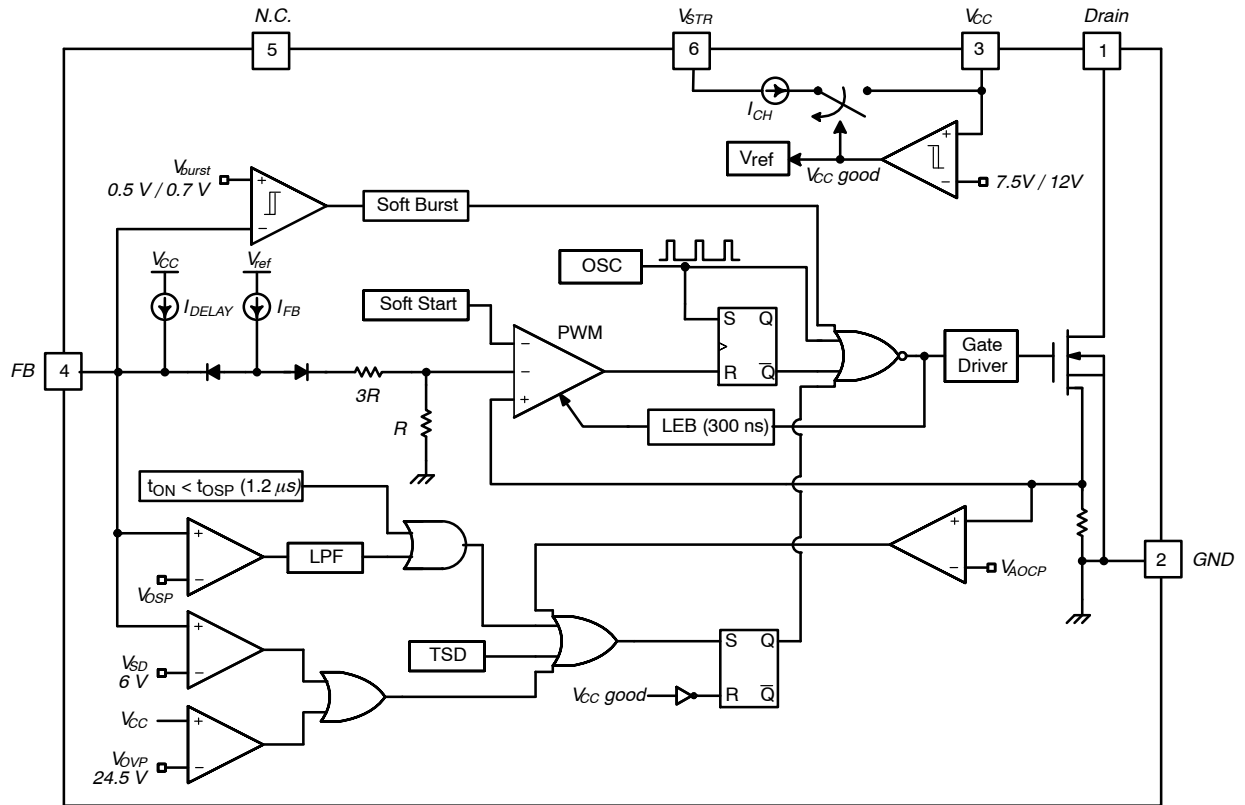 N.C.
5
VSTR
6
VCC
3
Drain
1
ICH
Vref
VCC good
+
−
7.5V / 12V
Vburst
0.5 V / 0.7 V
+
−
Soft Burst
VCC
IDELAY
Vref
IFB
OSC
Soft Start
PWM
−
−
+
S Q
R Q̅
Gate
Driver
FB
4
3R
R
LEB (300 ns)
tON < tOSP (1.2 μs)
+
−
VOSP
LPF
+
−
VAOCP
2
GND
+
−
VSD
6 V
TSD
S Q
R Q̅
VCC good
VCC
+
−
VOVP
24.5 V